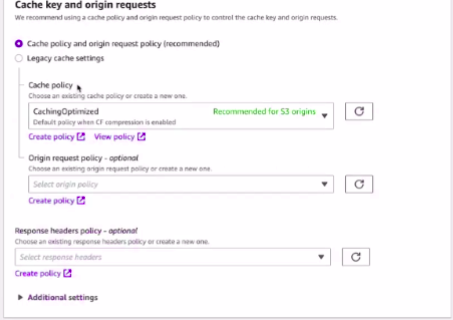 Cache key and origin requests
We recommend using a cache policy and origin request policy to control the cache key and origin requests.
Cache policy and origin request policy (recommended)
Legacy cache settings
Cache policy
Choose an existing cache policy or create a new one.
CachingOptimized Recommended for S3 origins
Default policy when CF compression is enabled
Create policy View policy
Origin request policy - optional
Choose an existing origin request policy or create a new one.
Select origin policy
Create policy
Response headers policy - optional
Choose an existing response headers policy or create a new one.
Select response headers
Create policy
Additional settings